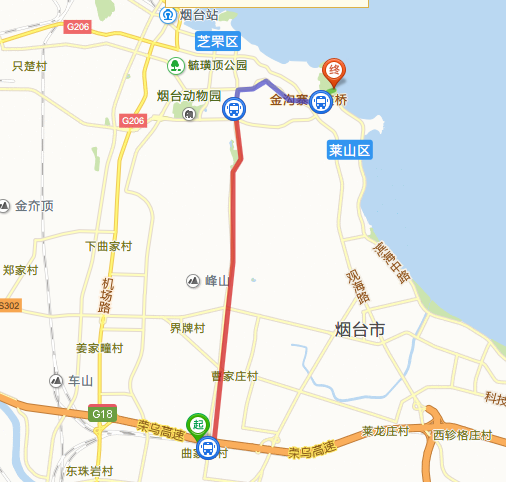 烟台站
G206
芝罘区
只楚村
毓璜顶公园
终
烟台动物园
金沟寨
桥
G206
莱山区
金夼顶
下曲家村
郑家村
机场路
峰山
观海路
S302
界牌村
烟台市
姜家疃村
车山
曹家庄村
科技
G18
起
荣乌高速
曲家
村
荣乌高速
莱龙庄村
西轸格庄村
东珠岩村